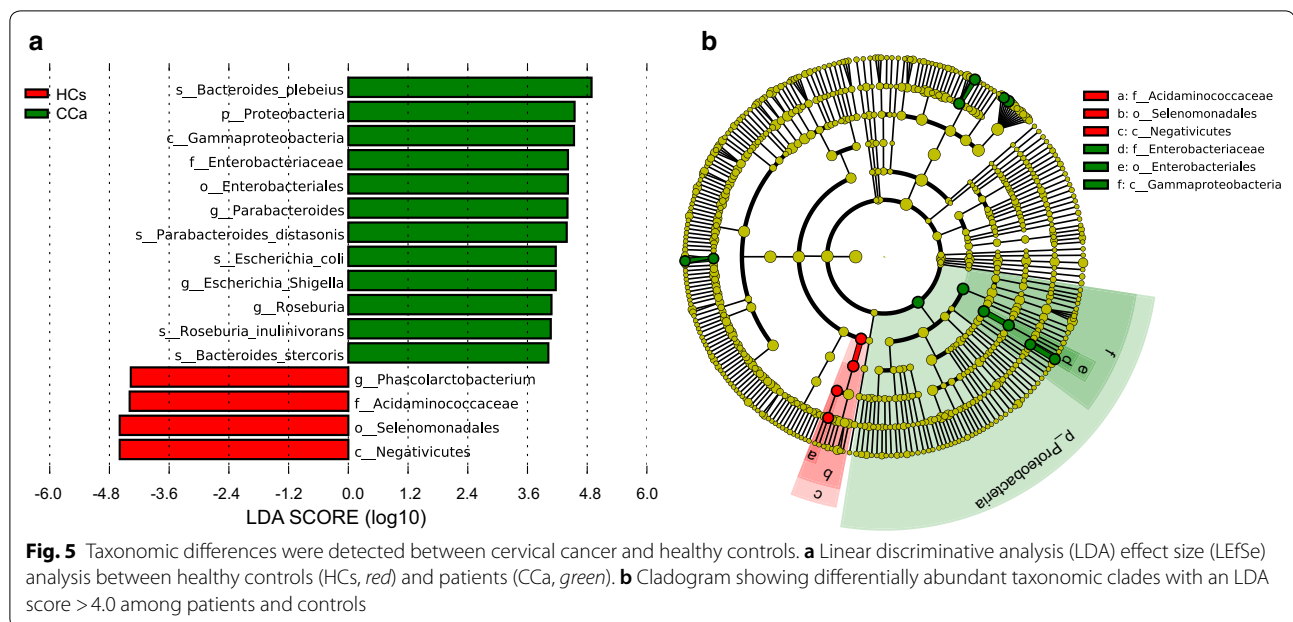 a
HCs
CCa
s__Bacteroides_plebeius
p__Proteobacteria
c__Gammaproteobacteria
f__Enterobacteriaceae
o__Enterobacteriales
g__Parabacteroides
s__Parabacteroides_distasonis
s__Escherichia_coli
g__Escherichia_Shigella
g__Roseburia
s__Roseburia_inulinivorans
s__Bacteroides_stercoris
g__Phascolarctobacterium
f__Acidaminococcaceae
o__Selenomonadales
c__Negativicutes
-6.0 -4.8 -3.6 -2.4 -1.2 0.0 1.2 2.4 3.6 4.8 6.0
LDA SCORE (log10)
b
a: f__Acidaminococcaceae
b: o__Selenomonadales
c: c__Negativicutes
d: f__Enterobacteriaceae
e: o__Enterobacteriales
f: c__Gammaproteobacteria
f
e
d
a
b
c
p_Proteobacteria
Fig. 5 Taxonomic differences were detected between cervical cancer and healthy controls. a Linear discriminative analysis (LDA) effect size (LEfSe)
analysis between healthy controls (HCs, red) and patients (CCa, green). b Cladogram showing differentially abundant taxonomic clades with an LDA
score > 4.0 among patients and controls